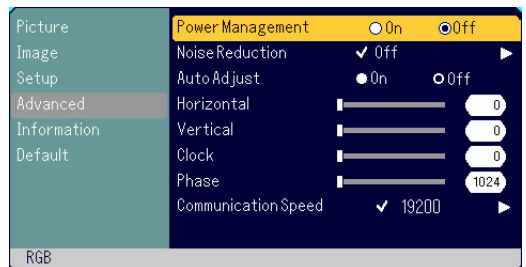 Picture
Image
Setup
Advanced
Information
Default
Power Management On Off
Noise Reduction Off
Auto Adjust On Off
Horizontal 0
Vertical 0
Clock 0
Phase 1024
Communication Speed 19200
RGB